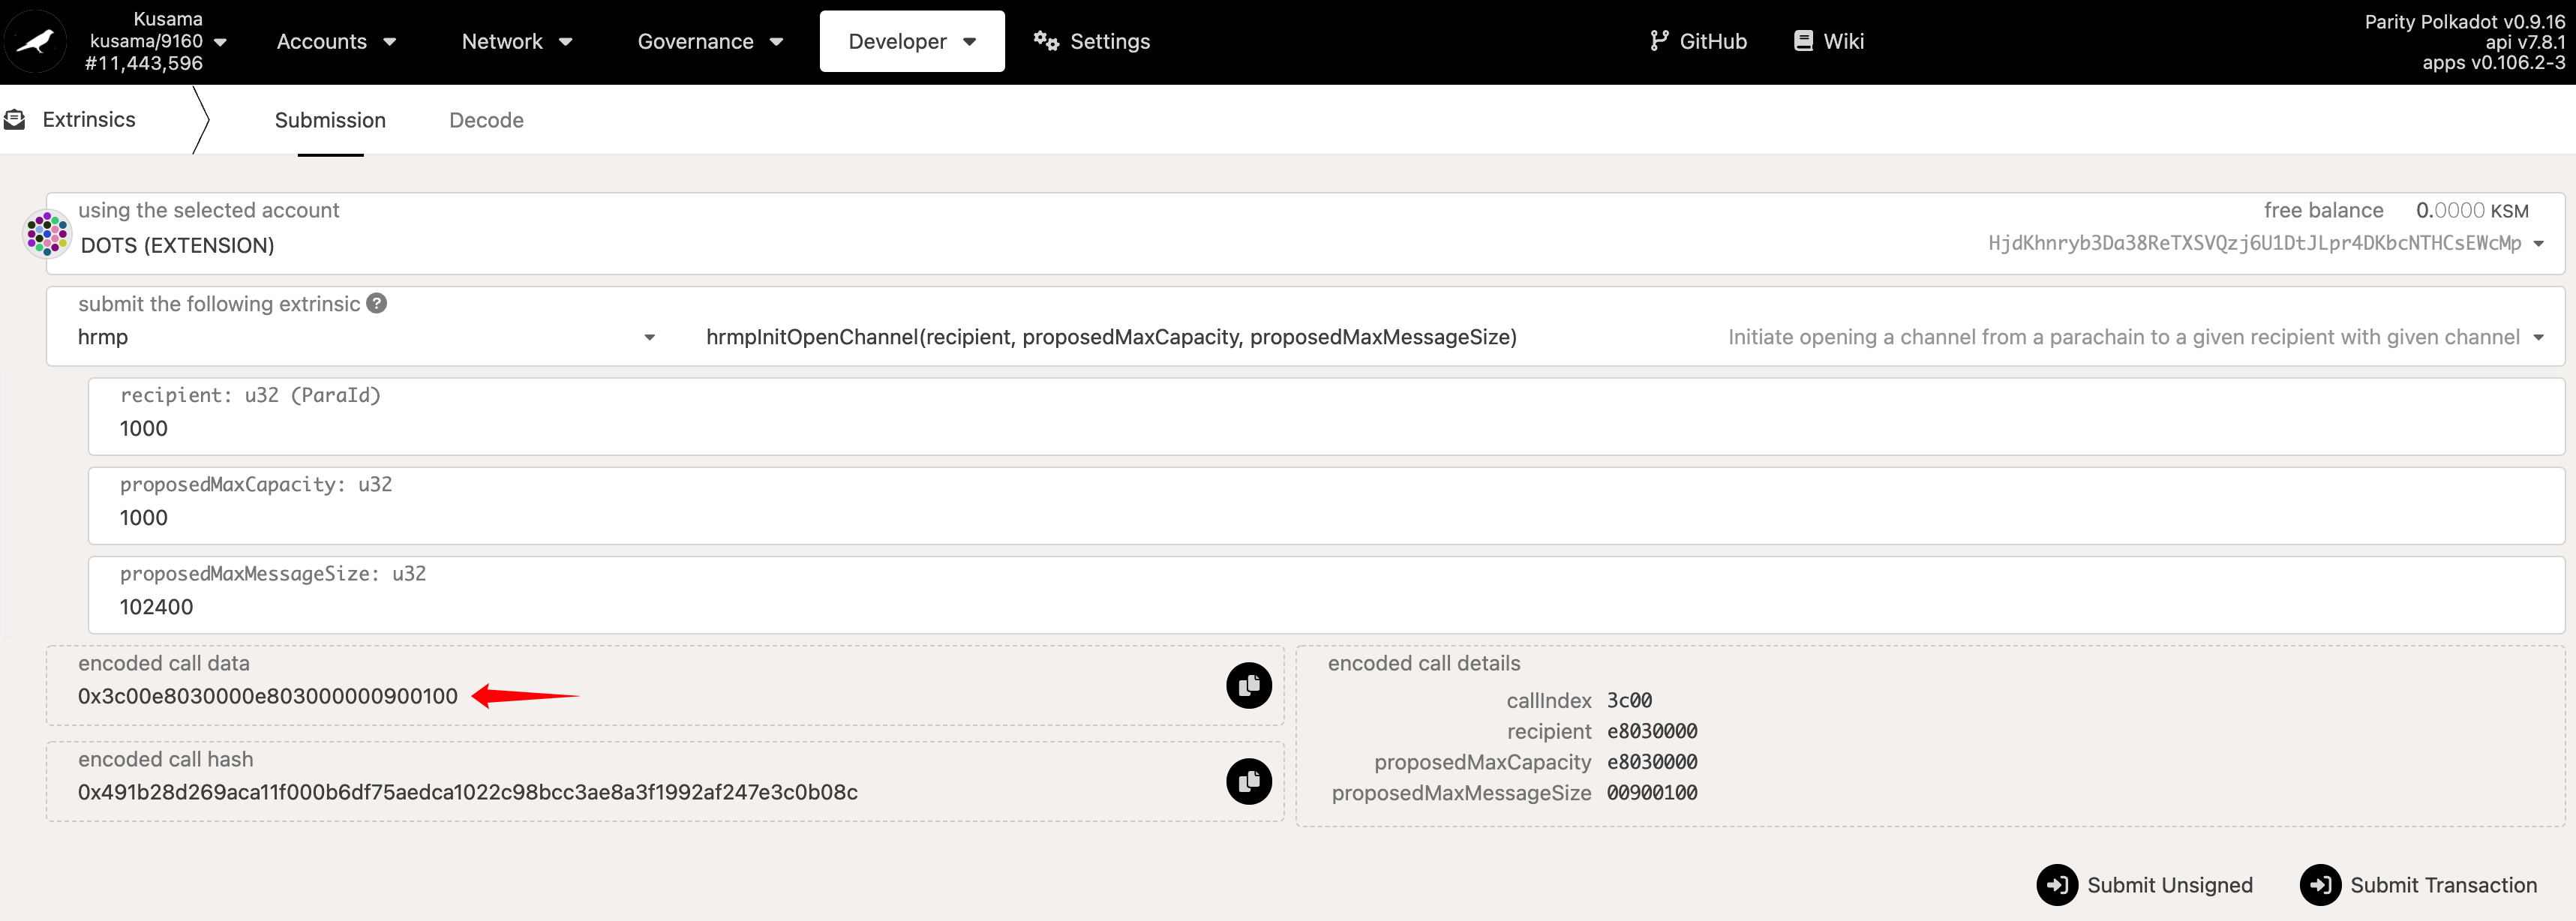 Kusama
kusama/9160
#11,443,596
Accounts
Network
Governance
Developer
Settings
GitHub
Wiki
Parity Polkadot v0.9.16
api v7.8.1
apps v0.106.2-3
Extrinsics
Submission
Decode
using the selected account
DOTS (EXTENSION)
free balance 0.0000 KSM
HjdKhnryb3Da38ReTXSVQzj6U1DtJLpr4DKbcNTHCsEWcMp
submit the following extrinsic ?
hrmp
hrmpInitOpenChannel(recipient, proposedMaxCapacity, proposedMaxMessageSize)
Initiate opening a channel from a parachain to a given recipient with given channel
recipient: u32 (ParaId)
1000
proposedMaxCapacity: u32
1000
proposedMaxMessageSize: u32
102400
encoded call data
0x3c00e8030000e803000000900100
encoded call hash
0x491b28d269aca11f000b6df75aedca1022c98bcc3ae8a3f1992af247e3c0b08c
encoded call details
callIndex 3c00
recipient e8030000
proposedMaxCapacity e8030000
proposedMaxMessageSize 00900100
Submit Unsigned
Submit Transaction